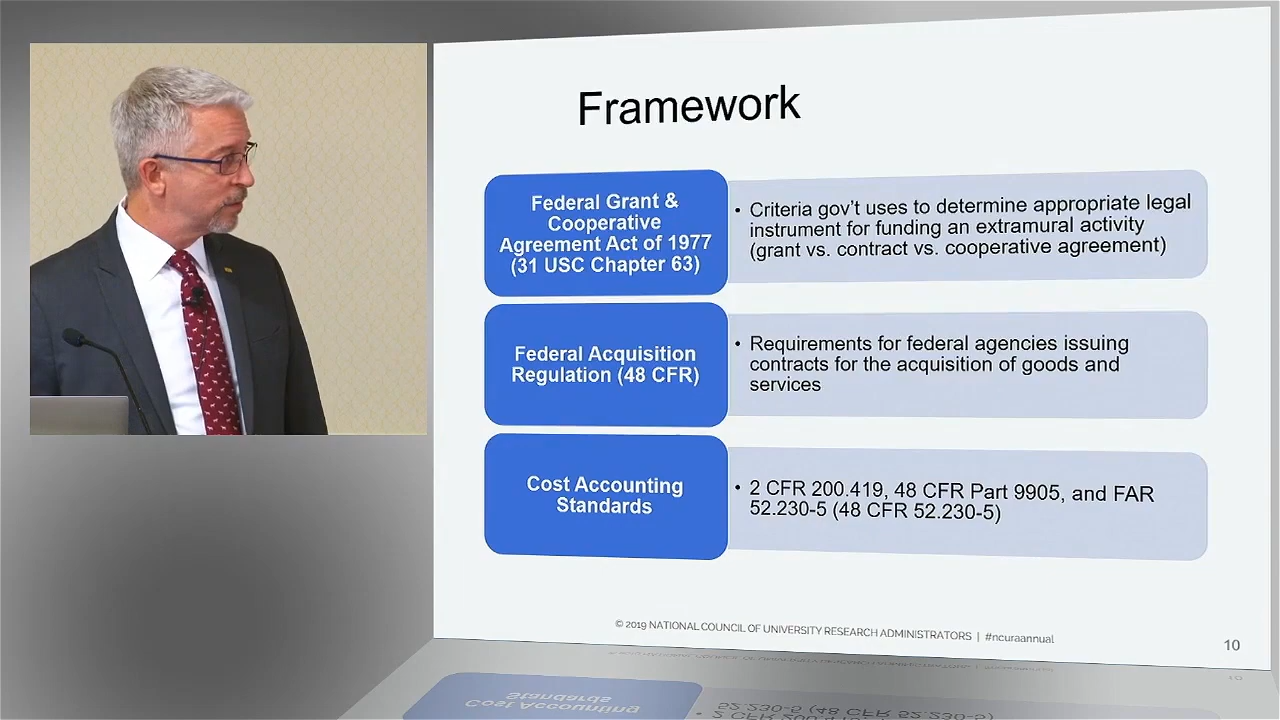 Framework
Federal Grant &
Cooperative
Agreement Act of 1977
(31 USC Chapter 63)
• Criteria gov’t uses to determine appropriate legal
instrument for funding an extramural activity
(grant vs. contract vs. cooperative agreement)
Federal Acquisition
Regulation (48 CFR)
• Requirements for federal agencies issuing
contracts for the acquisition of goods and
services
Cost Accounting
Standards
• 2 CFR 200.419, 48 CFR Part 9905, and FAR
52.230-5 (48 CFR 52.230-5)
© 2019 NATIONAL COUNCIL OF UNIVERSITY RESEARCH ADMINISTRATORS | #ncuraannual
10